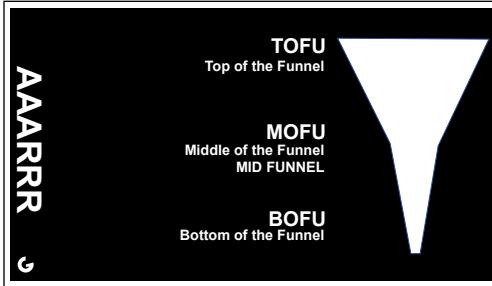 AAARRR
TOFU
Top of the Funnel
MOFU
Middle of the Funnel
MID FUNNEL
BOFU
Bottom of the Funnel